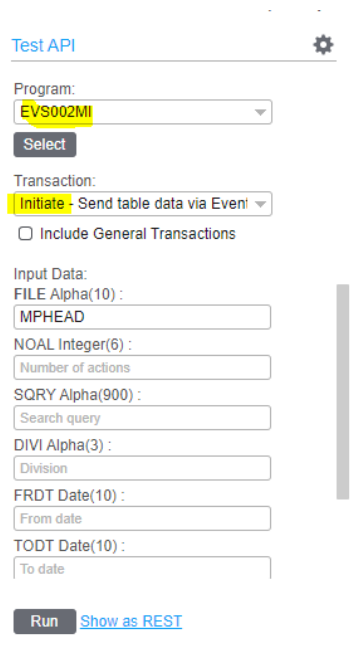 Test API
Program:
EVS002MI
Select
Transaction:
Initiate - Send table data via Event
Include General Transactions
Input Data:
FILE Alpha(10) :
MPHEAD
NOAL Integer(6) :
Number of actions
SQRY Alpha(900) :
Search query
DIVI Alpha(3) :
Division
FRDT Date(10) :
From date
TODT Date(10) :
To date
Run Show as REST